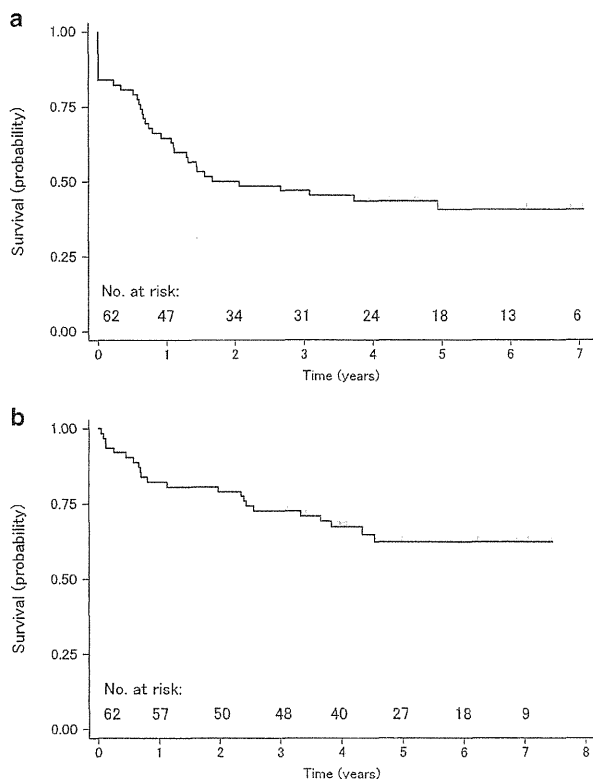 a
1.00
0.75
0.50
0.25
0.00
Survival (probability)
No. at risk:
62 47 34 31 24 18 13 6
0 1 2 3 4 5 6 7
Time (years)
b
1.00
0.75
0.50
0.25
0.00
Survival (probability)
No. at risk:
62 57 50 48 40 27 18 9
0 1 2 3 4 5 6 7 8
Time (years)